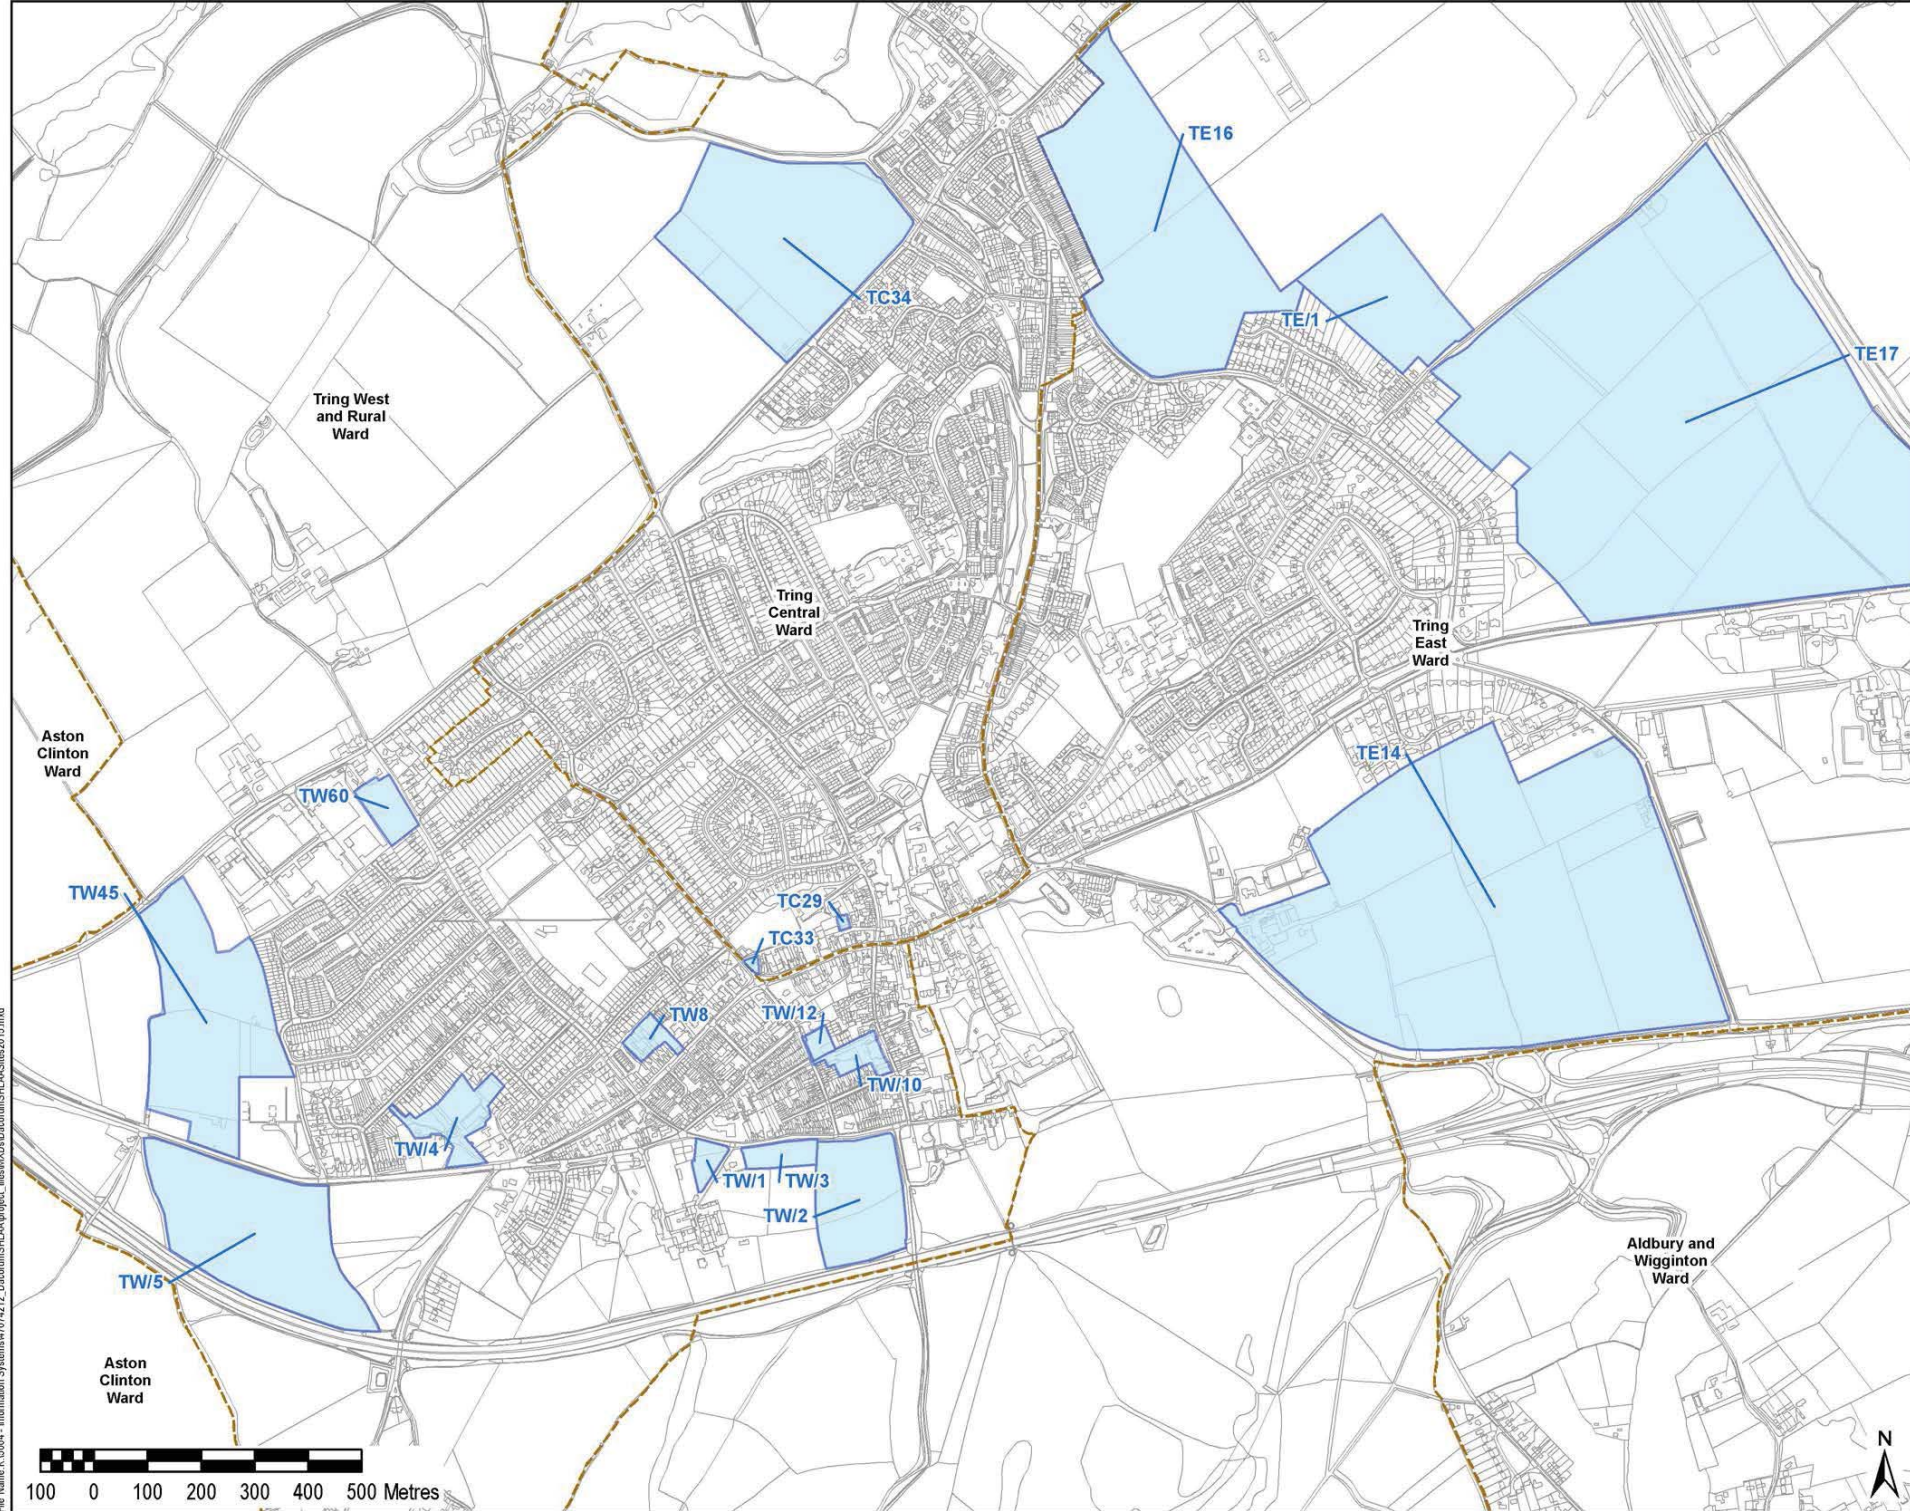 TE16
TC34
TE/1
TE17
Tring West
and Rural
Ward
Tring
Central
Ward
Tring
East
Ward
Aston
Clinton
Ward
TE14
TW60
TW45
TC29
TC33
TW8
TW/12
TW/10
TW/4
TW/1
TW/3
TW/2
TW/5
Aldbury and
Wigginton
Ward
Aston
Clinton
Ward
N
100 0 100 200 300 400 500 Metres